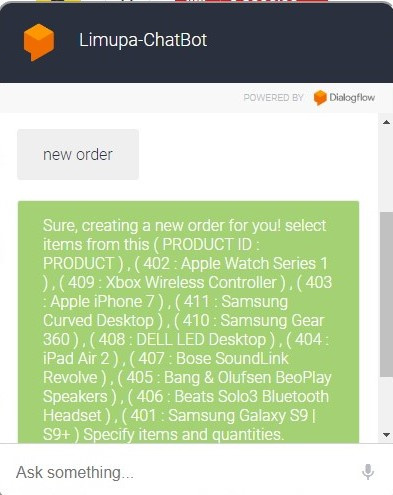 Limupa-ChatBot
POWERED BY Dialogflow
new order
Sure, creating a new order for you! select
items from this ( PRODUCT ID :
PRODUCT ) , ( 402 : Apple Watch Series 1
) , ( 409 : Xbox Wireless Controller ) , ( 403
: Apple iPhone 7 ) , ( 411 : Samsung
Curved Desktop ) , ( 410 : Samsung Gear
360 ) , ( 408 : DELL LED Desktop ) , ( 404 :
iPad Air 2 ) , ( 407 : Bose SoundLink
Revolve ) , ( 405 : Bang & Olufsen BeoPlay
Speakers ) , ( 406 : Beats Solo3 Bluetooth
Headset ) , ( 401 : Samsung Galaxy S9 |
S9+ ) Specify items and quantities.
Ask something...